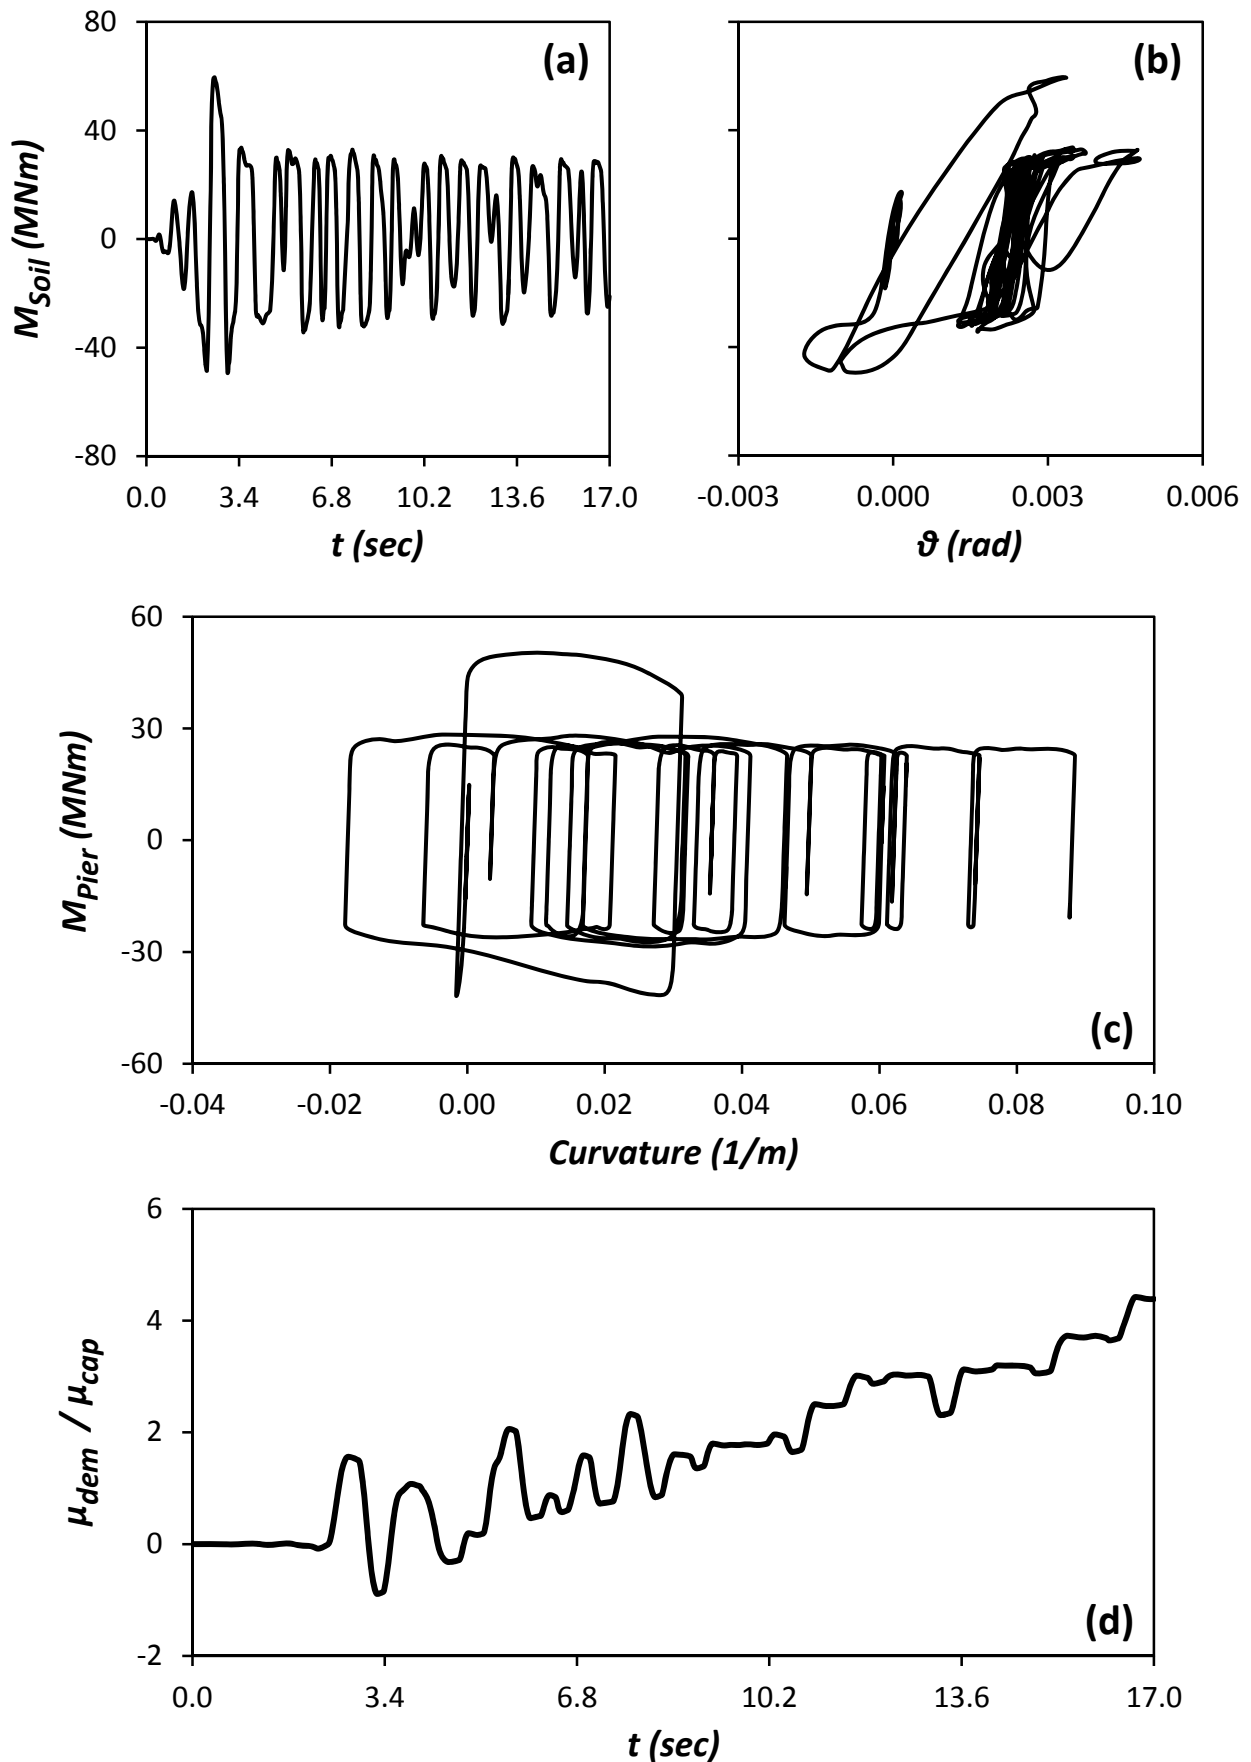 80
40
0
-40
-80
M_Soil (MNm)
(a)
0.0 3.4 6.8 10.2 13.6 17.0
t (sec)
(b)
-0.003 0.000 0.003 0.006
ϑ (rad)
60
30
0
-30
-60
M_Pier (MNm)
(c)
-0.04 -0.02 0.00 0.02 0.04 0.06 0.08 0.10
Curvature (1/m)
6
4
2
0
-2
μ_dem / μ_cap
(d)
0.0 3.4 6.8 10.2 13.6 17.0
t (sec)